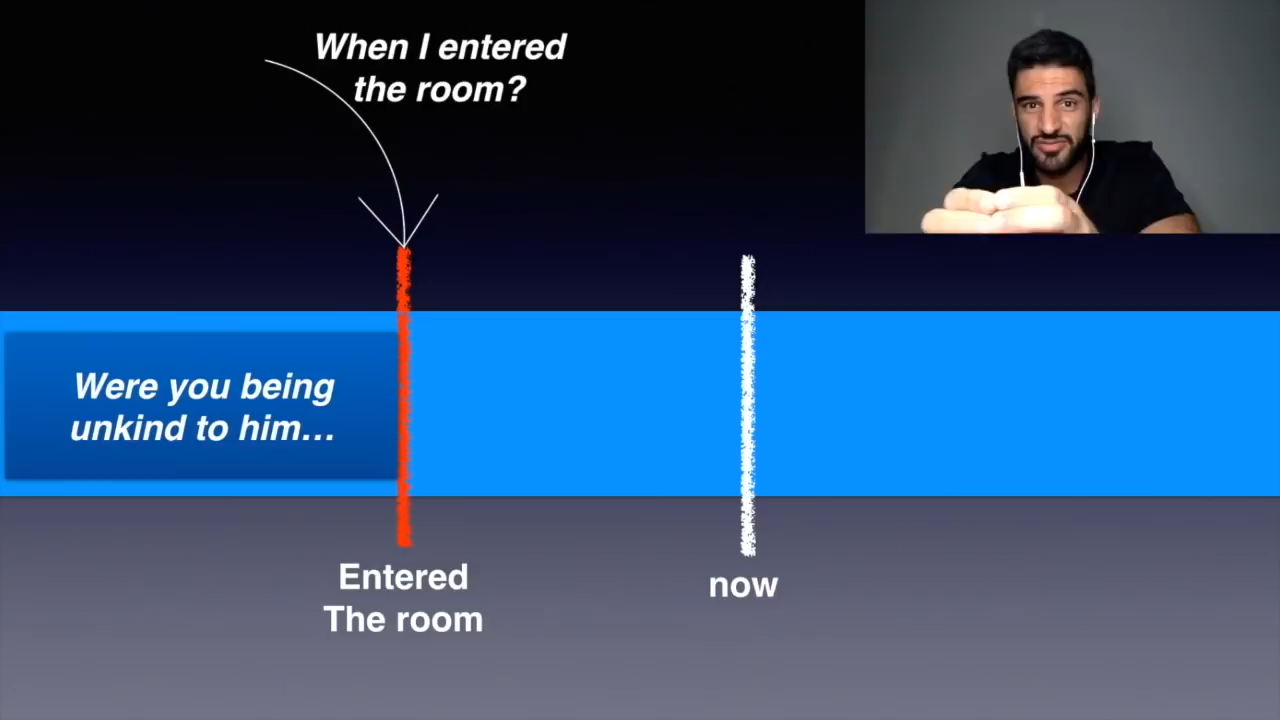 When I entered
the room?
Were you being
unkind to him...
Entered
The room
now